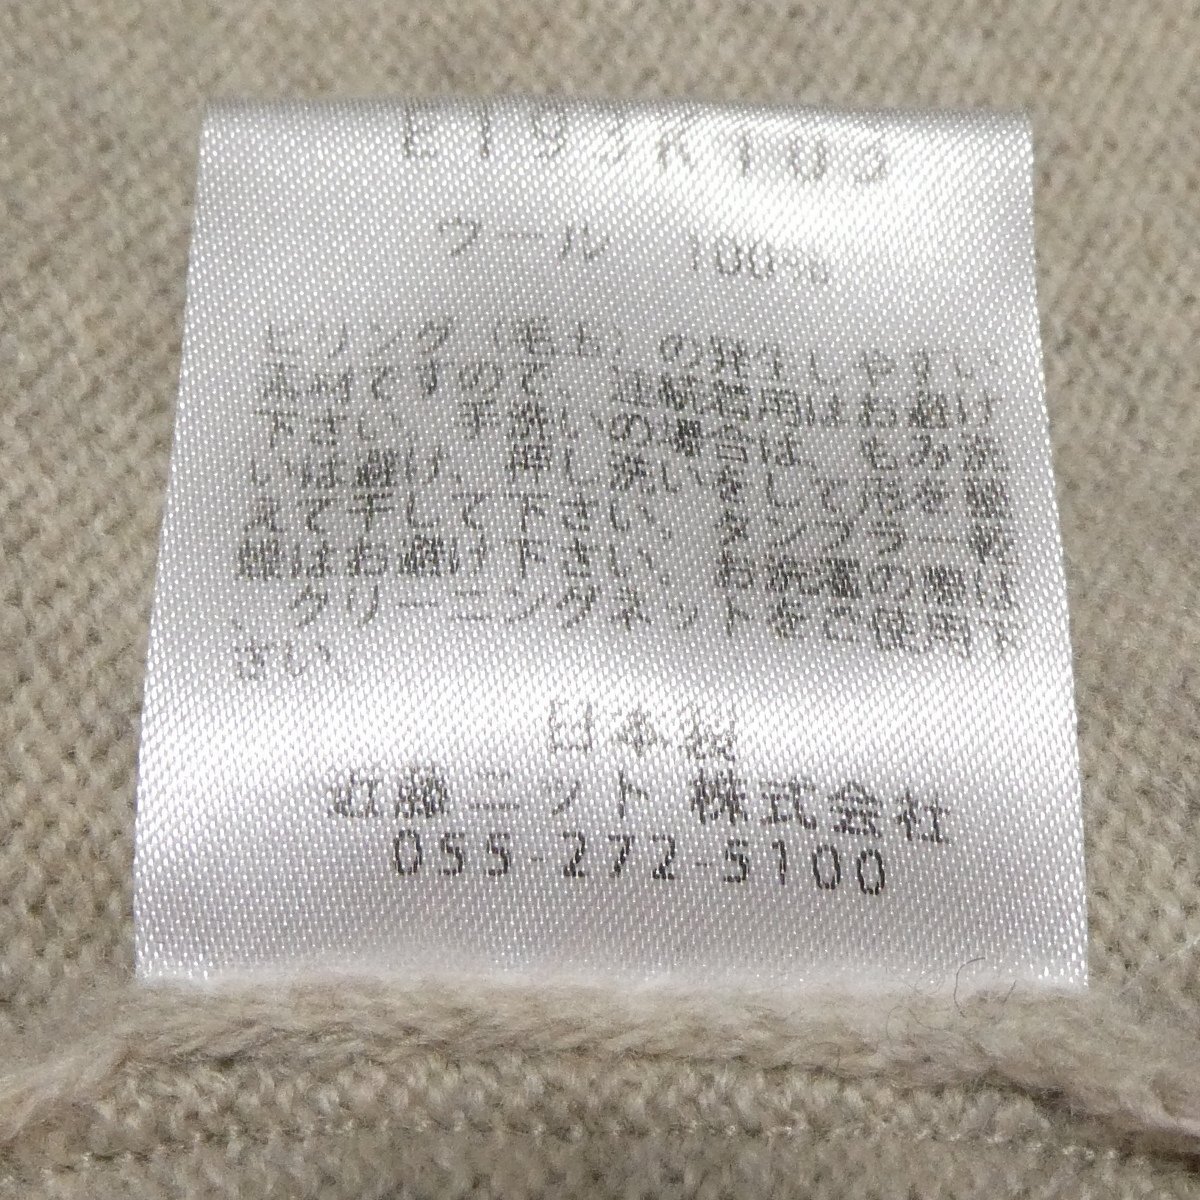 E193K103
ウール 100%
ピリング（毛玉）の発生しやすい
素材ですので、連続着用はお避け
下さい。手洗いの場合は、もみ洗
いは避け、押し洗いをして形を整
えて干して下さい。タンブラー乾
燥はお避け下さい。お洗濯の際は
、クリーニングネットをご使用下
さい
日本製
近藤ニット株式会社
055-272-5100